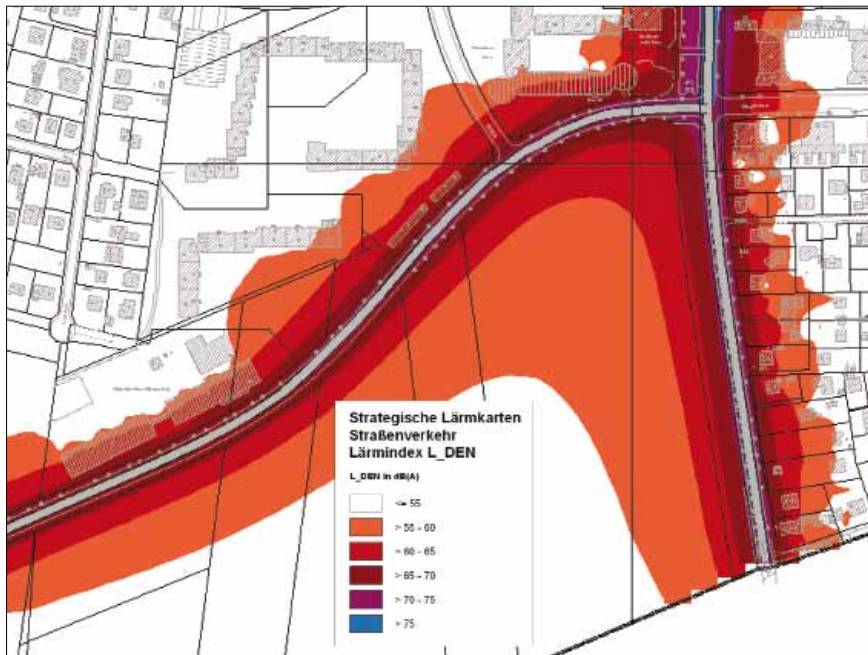 Strategische Lärmkarten
Straßenverkehr
Lärmindex L_DEN
L_DEN in dB(A)
<= 55
> 55 - 60
> 60 - 65
> 65 - 70
> 70 - 75
> 75